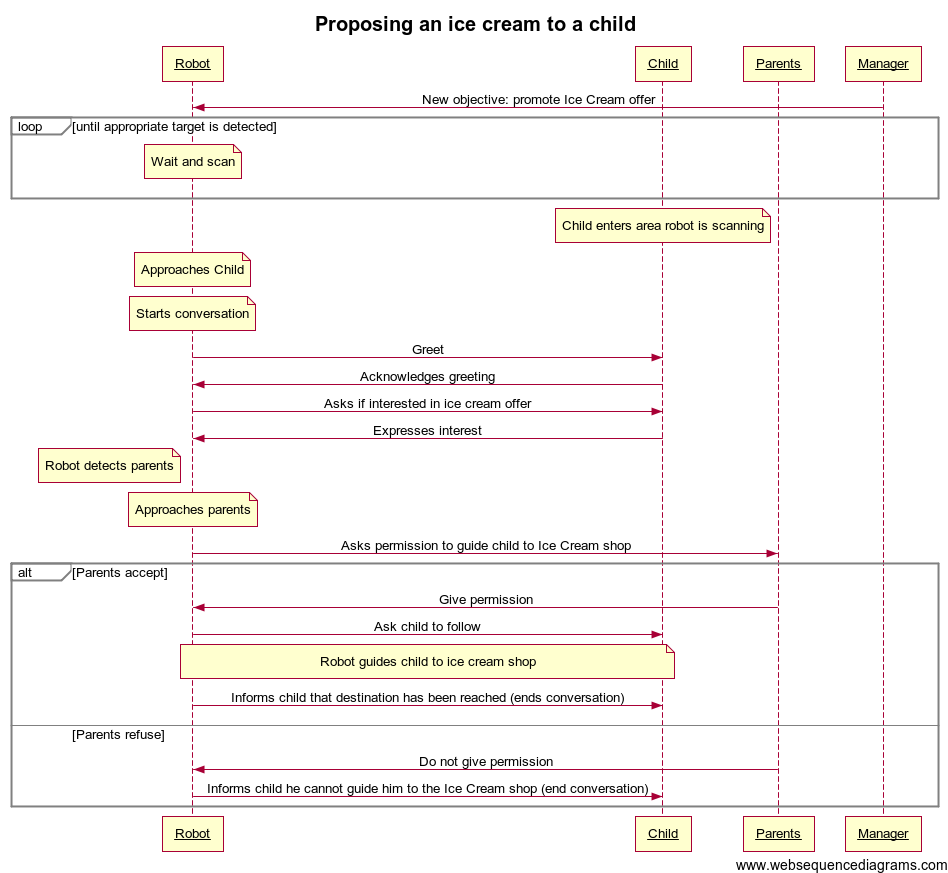 Proposing an ice cream to a child
Robot
Child
Parents
Manager
New objective: promote Ice Cream offer
loop
[until appropriate target is detected]
Wait and scan
Child enters area robot is scanning
Approaches Child
Starts conversation
Greet
Acknowledges greeting
Asks if interested in ice cream offer
Expresses interest
Robot detects parents
Approaches parents
Asks permission to guide child to Ice Cream shop
alt
[Parents accept]
Give permission
Ask child to follow
Robot guides child to ice cream shop
Informs child that destination has been reached (ends conversation)
[Parents refuse]
Do not give permission
Informs child he cannot guide him to the Ice Cream shop (end conversation)
Robot
Child
Parents
Manager
www.websequencediagrams.com